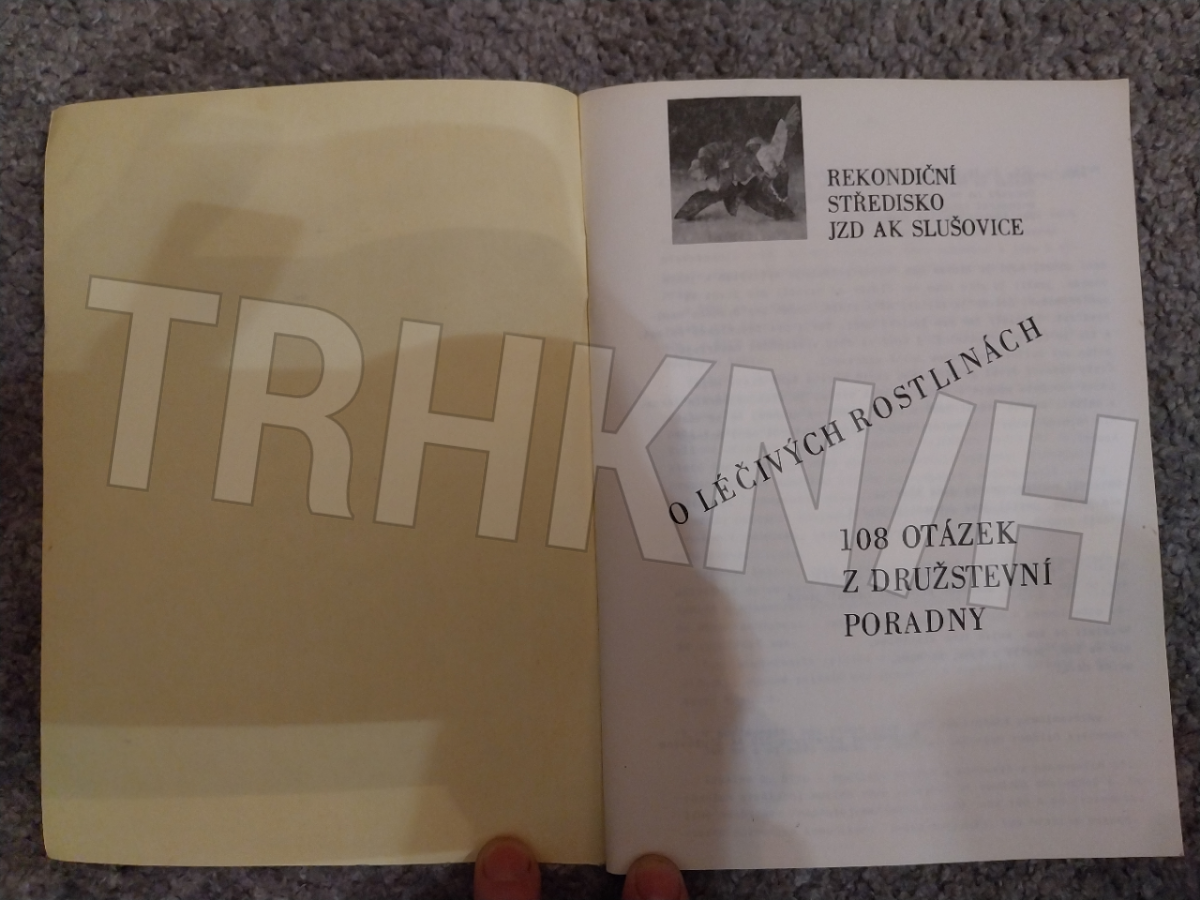 REKONDIČNÍ
STŘEDISKO
JZD AK SLUŠOVICE
O LÉČIVÝCH ROSTLINÁCH
108 OTÁZEK
Z DRUŽSTEVNÍ
PORADNY
TRHKNIH